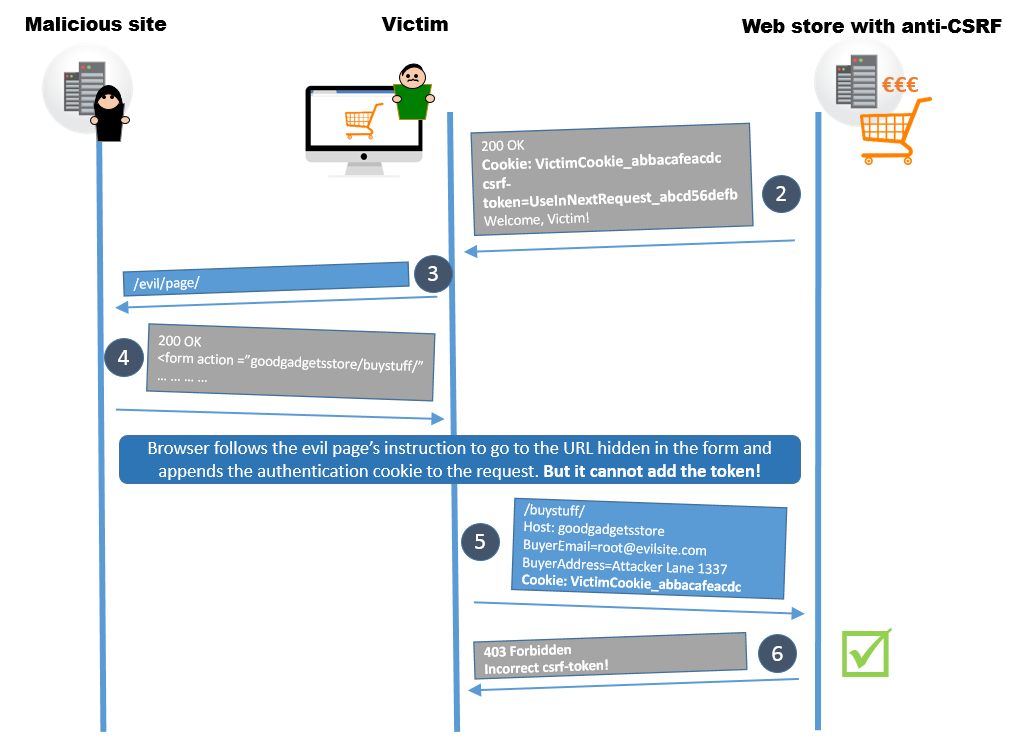 Malicious site
Victim
Web store with anti-CSRF
€€€
200 OK
Cookie: VictimCookie_abbacafeacdc
csrf-
token=UseInNextRequest_abcd56defb
Welcome, Victim!
2
/evil/page/
3
4
200 OK
<form action =”goodgadgetsstore/buystuff/”
... ... ... ...
Browser follows the evil page’s instruction to go to the URL hidden in the form and
appends the authentication cookie to the request. But it cannot add the token!
5
/buystuff/
Host: goodgadgetsstore
BuyerEmail=root@evilsite.com
BuyerAddress=Attacker Lane 1337
Cookie: VictimCookie_abbacafeacdc
403 Forbidden
Incorrect csrf-token!
6